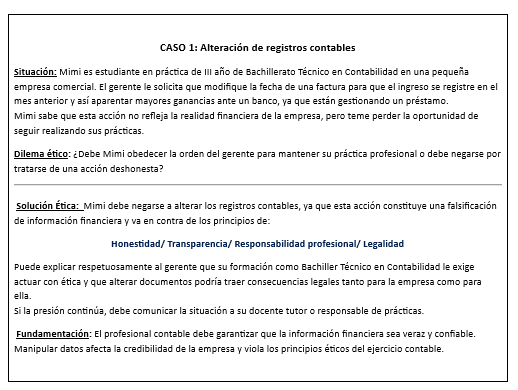 CASO 1: Alteración de registros contables
Situación: Mimi es estudiante en práctica de III año de Bachillerato Técnico en Contabilidad en una pequeña
empresa comercial. El gerente le solicita que modifique la fecha de una factura para que el ingreso se registre en el
mes anterior y así aparentar mayores ganancias ante un banco, ya que están gestionando un préstamo.
Mimi sabe que esta acción no refleja la realidad financiera de la empresa, pero teme perder la oportunidad de
seguir realizando sus prácticas.
Dilema ético: ¿Debe Mimi obedecer la orden del gerente para mantener su práctica profesional o debe negarse por
tratarse de una acción deshonesta?
Solución Ética: Mimi debe negarse a alterar los registros contables, ya que esta acción constituye una falsificación
de información financiera y va en contra de los principios de:
Honestidad/ Transparencia/ Responsabilidad profesional/ Legalidad
Puede explicar respetuosamente al gerente que su formación como Bachiller Técnico en Contabilidad le exige
actuar con ética y que alterar documentos podría traer consecuencias legales tanto para la empresa como para
ella.
Si la presión continúa, debe comunicar la situación a su docente tutor o responsable de prácticas.
Fundamentación: El profesional contable debe garantizar que la información financiera sea veraz y confiable.
Manipular datos afecta la credibilidad de la empresa y viola los principios éticos del ejercicio contable.